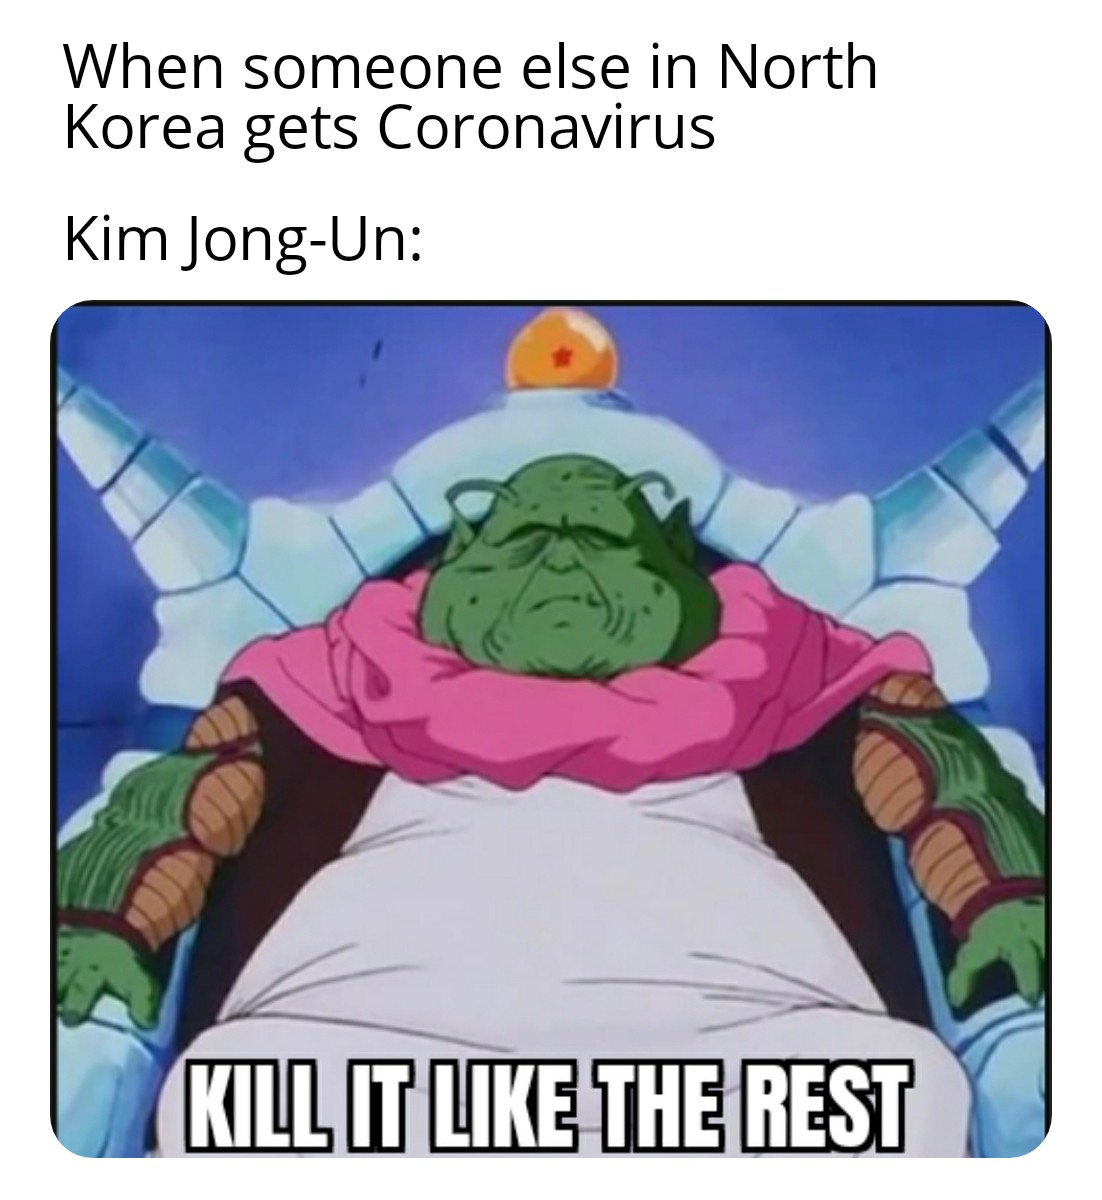 When someone else in North
Korea gets Coronavirus
Kim Jong-Un:
KILL IT LIKE THE REST